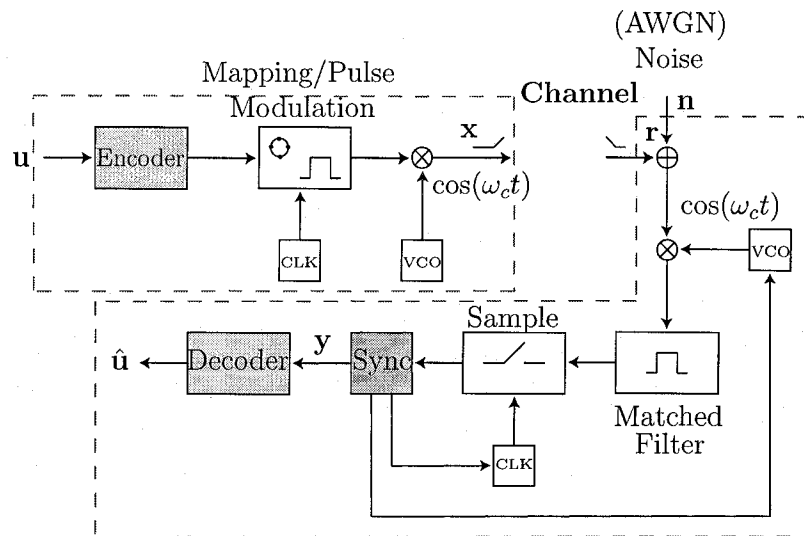 (AWGN)
Noise
Mapping/Pulse
Modulation
Channel
n
x
r
u
Encoder
cos(ω_c t)
cos(ω_c t)
CLK
VCO
VCO
Sample
y
û
Decoder
Sync
Matched
Filter
CLK